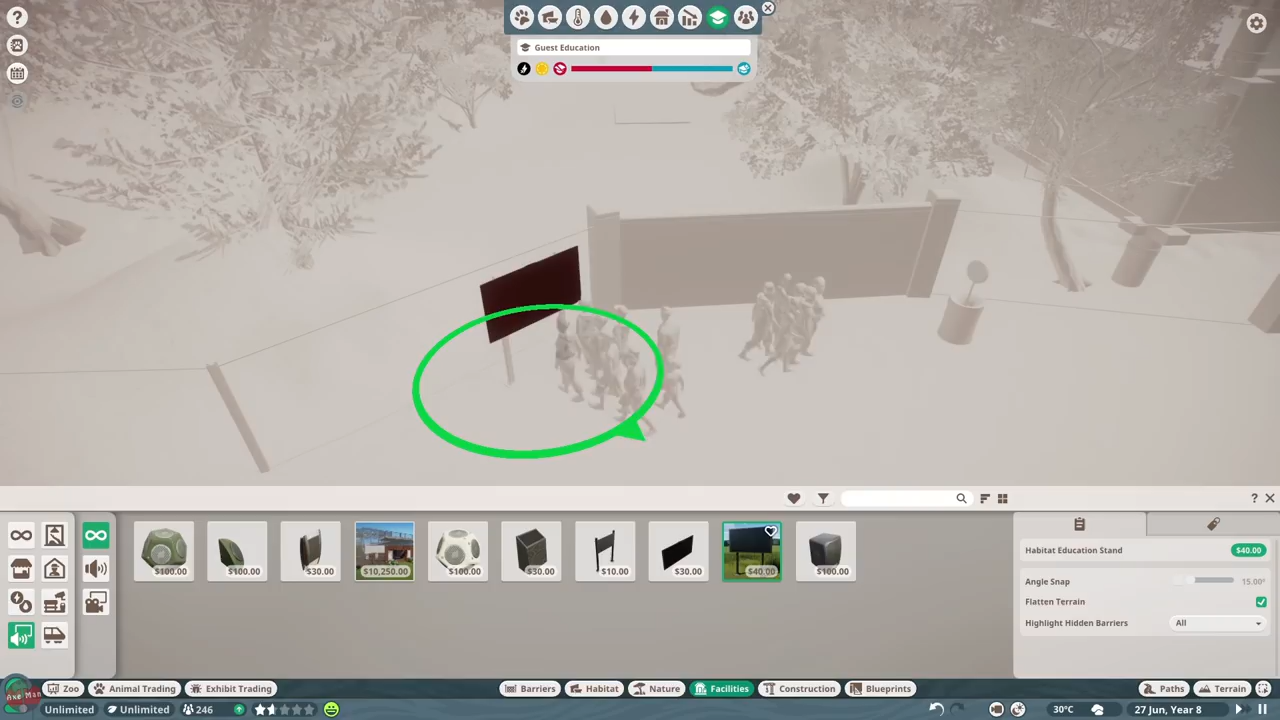 Guest Education
$100.00
$100.00
$30.00
$10,250.00
$100.00
$30.00
$10.00
$30.00
$40.00
$100.00
?
Habitat Education Stand
$40.00
Angle Snap
15.00°
Flatten Terrain
Highlight Hidden Barriers
All
Axe Man
Zoo
Animal Trading
Exhibit Trading
Barriers
Habitat
Nature
Facilities
Construction
Blueprints
Paths
Terrain
Unlimited
Unlimited
246
30°C
27 Jun, Year 8